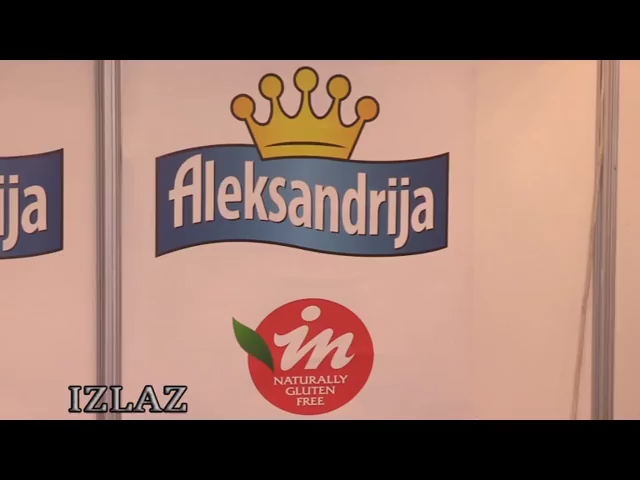 Aleksandrija
ija
in
NATURALLY
GLUTEN
FREE
IZLAZ